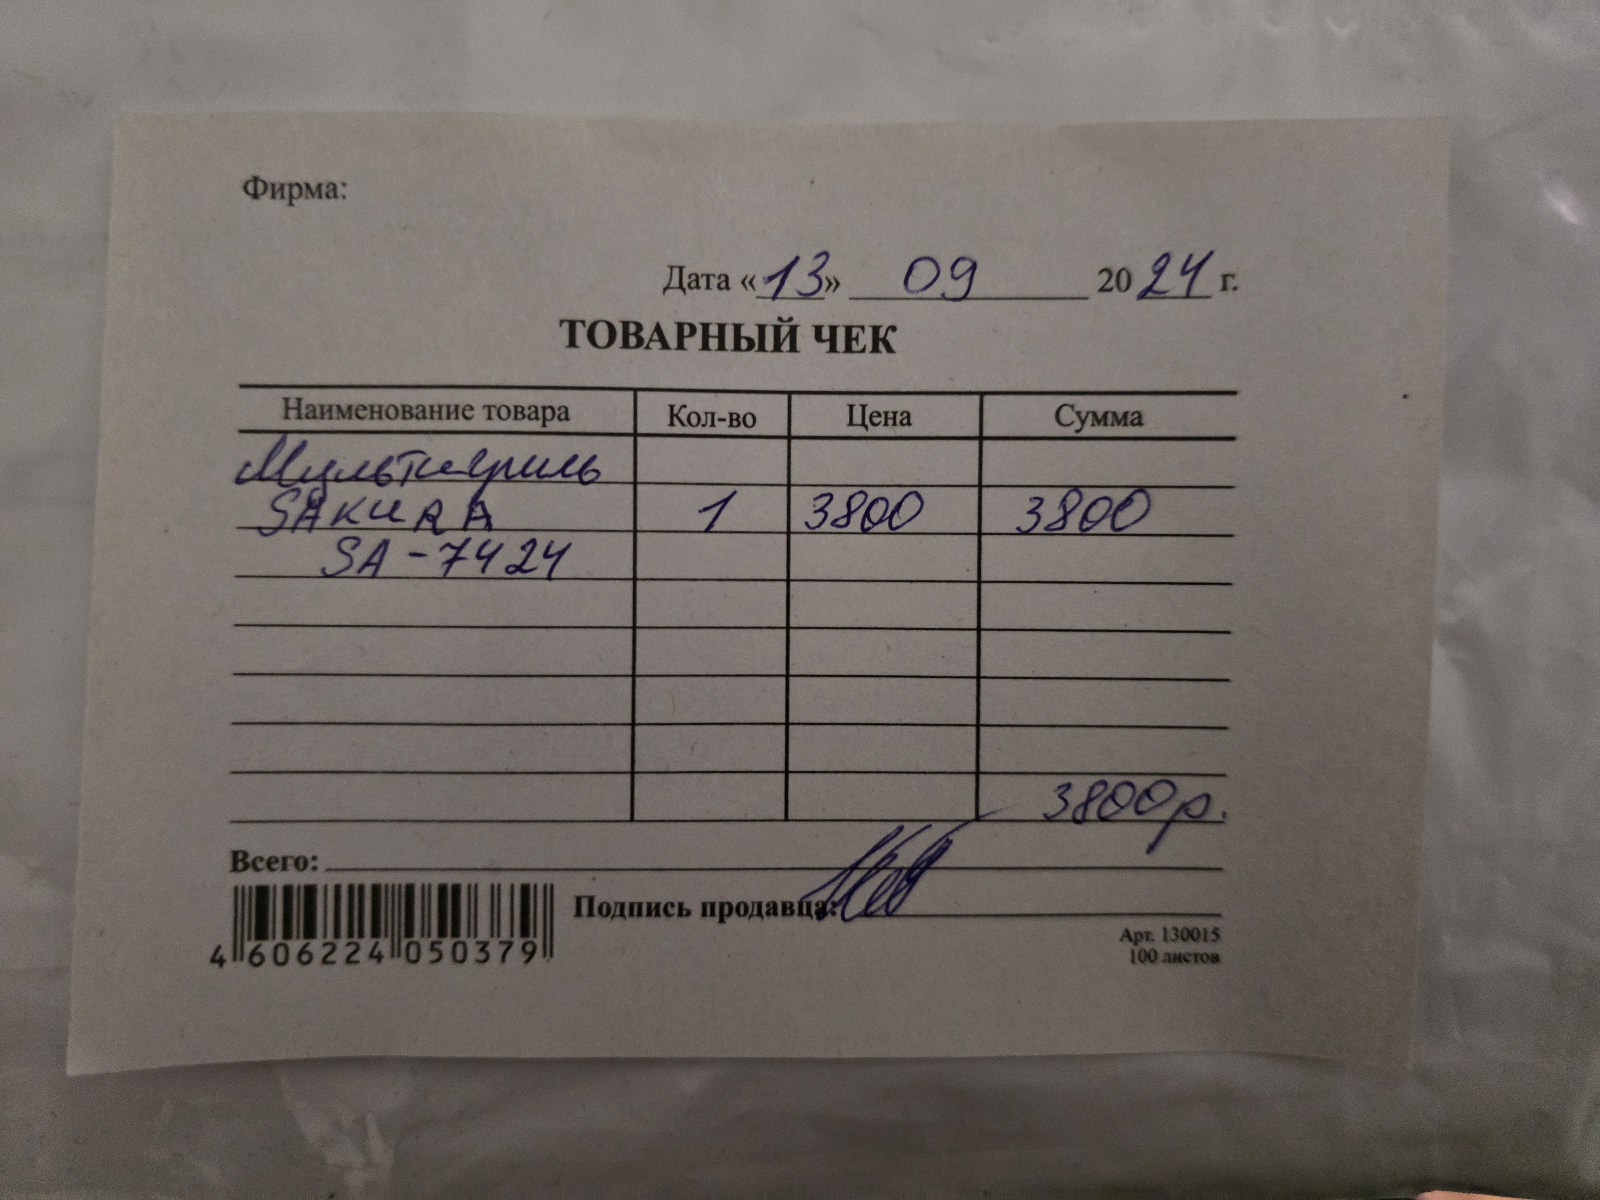 Фирма:
Дата «13» 09 2024 г.
ТОВАРНЫЙ ЧЕК
Наименование товара Кол-во Цена Сумма
Мультигриль
SAKURA 1 3800 3800
SA-7424
3800р.
Всего:
Подпись продавца:
4 606224 050379
Арт. 130015
100 листов